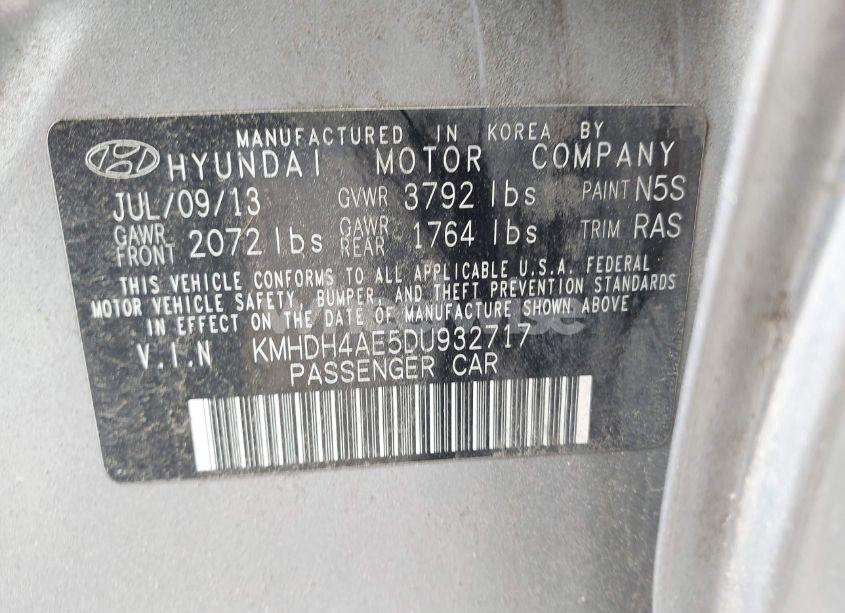 MANUFACTURED IN KOREA BY
HYUNDAI MOTOR COMPANY
JUL/09/13 GVWR 3792 lbs PAINT N5S
GAWR FRONT 2072 lbs GAWR REAR 1764 lbs TRIM RAS
THIS VEHICLE CONFORMS TO ALL APPLICABLE U.S.A. FEDERAL
MOTOR VEHICLE SAFETY, BUMPER, AND THEFT PREVENTION STANDARDS
IN EFFECT ON THE DATE OF MANUFACTURE SHOWN ABOVE
V.I.N KMHDH4AE5DU932717
PASSENGER CAR